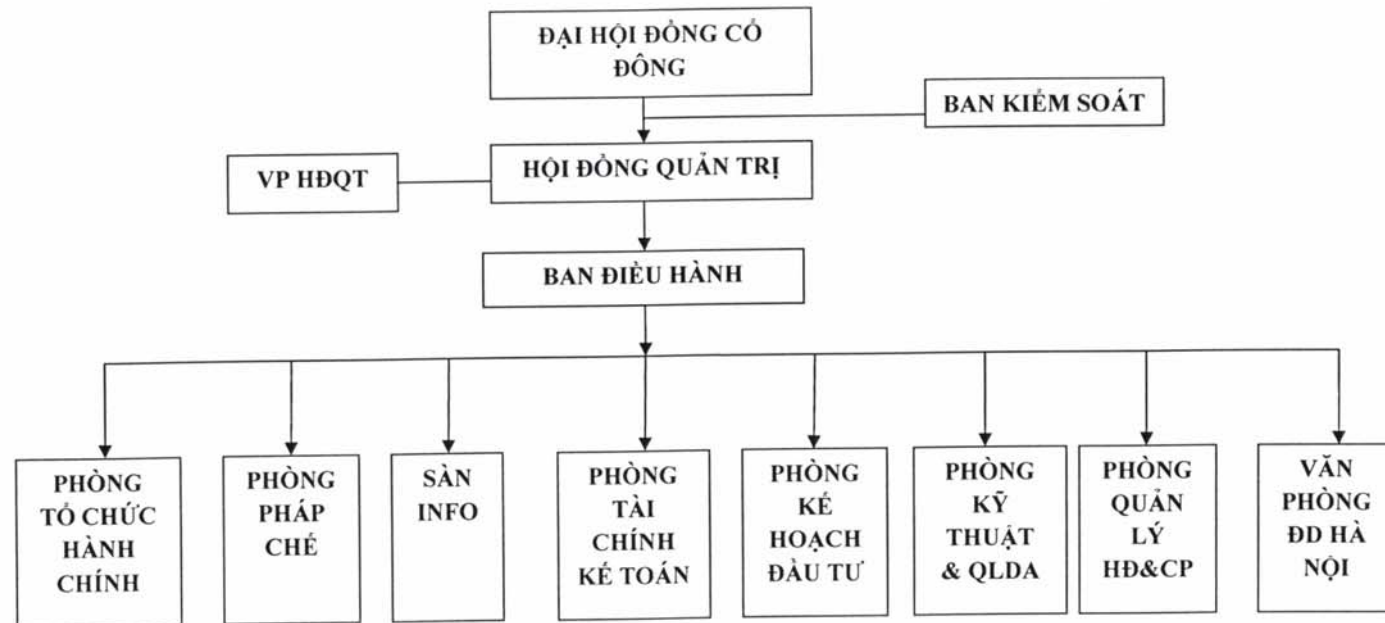 ĐẠI HỘI ĐỒNG CỔ
ĐÔNG
BAN KIỂM SOÁT
VP HĐQT
HỘI ĐỒNG QUẢN TRỊ
BAN ĐIỀU HÀNH
PHÒNG
TỔ CHỨC
HÀNH
CHÍNH
PHÒNG
PHÁP
CHẾ
SÀN
INFO
PHÒNG
TÀI
CHÍNH
KẾ TOÁN
PHÒNG
KẾ
HOẠCH
ĐẦU TƯ
PHÒNG
KỸ
THUẬT
& QLDA
PHÒNG
QUẢN
LÝ
HĐ&CP
VĂN
PHÒNG
ĐD HÀ
NỘI